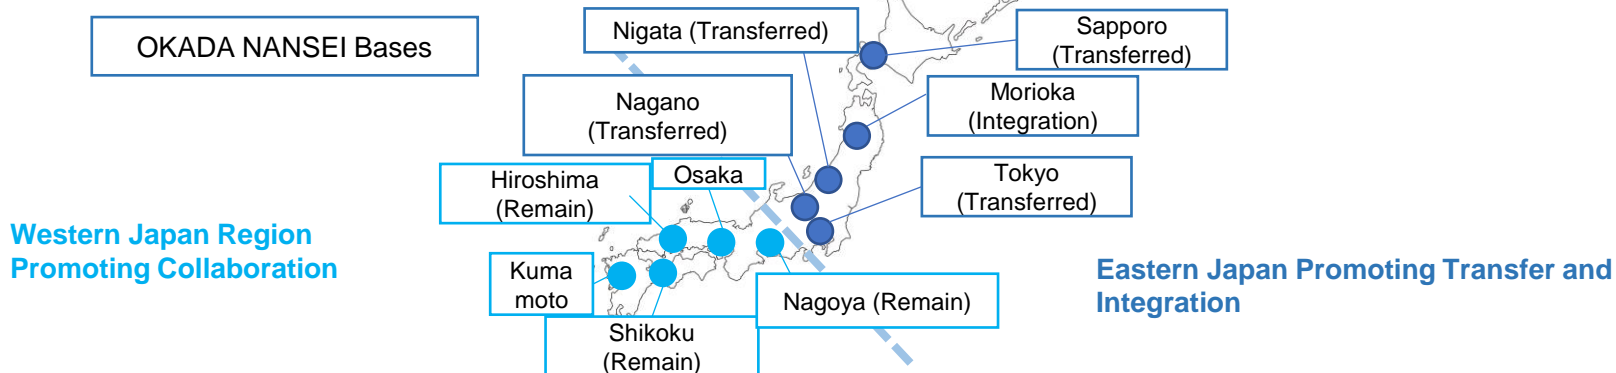 OKADA NANSEI Bases
Nigata (Transferred)
Sapporo
(Transferred)
Nagano
(Transferred)
Morioka
(Integration)
Hiroshima
(Remain)
Osaka
Tokyo
(Transferred)
Western Japan Region
Promoting Collaboration
Kuma
moto
Nagoya (Remain)
Eastern Japan Promoting Transfer and
Integration
Shikoku
(Remain)